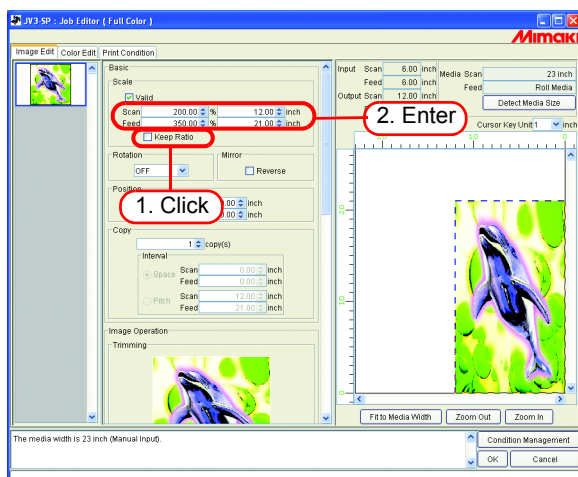 JV3-SP : Job Editor ( Full Color )
Mimaki
Image Edit Color Edit Print Condition
Basic
Scale
Valid
Scan 200.00 % 12.00 inch
Feed 350.00 % 21.00 inch
Keep Ratio
1. Click
2. Enter
Rotation
OFF
Mirror
Reverse
Position
0.00 inch
0.00 inch
Copy
1 copy(s)
Interval
Space
Scan 0.00 inch
Feed 0.00 inch
Pitch
Scan 12.00 inch
Feed 21.00 inch
Image Operation
Trimming
Input Scan 6.00 inch
Feed 6.00 inch
Output Scan 12.00 inch
Media Scan 23 inch
Feed Roll Media
Detect Media Size
Cursor Key Unit 1 inch
20 10 0
20
10
0
Fit to Media Width Zoom Out Zoom In
The media width is 23 inch (Manual Input).
Condition Management
OK Cancel